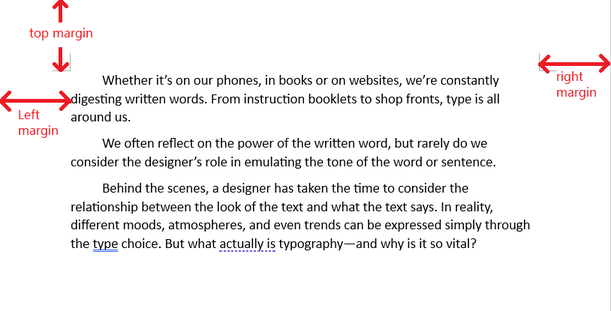 top margin
Whether it's on our phones, in books or on websites, we're constantly
digesting written words. From instruction booklets to shop fronts, type is all
around us.
Left
margin
right
margin
We often reflect on the power of the written word, but rarely do we
consider the designer's role in emulating the tone of the word or sentence.
Behind the scenes, a designer has taken the time to consider the
relationship between the look of the text and what the text says. In reality,
different moods, atmospheres, and even trends can be expressed simply through
the type choice. But what actually is typography—and why is it so vital?